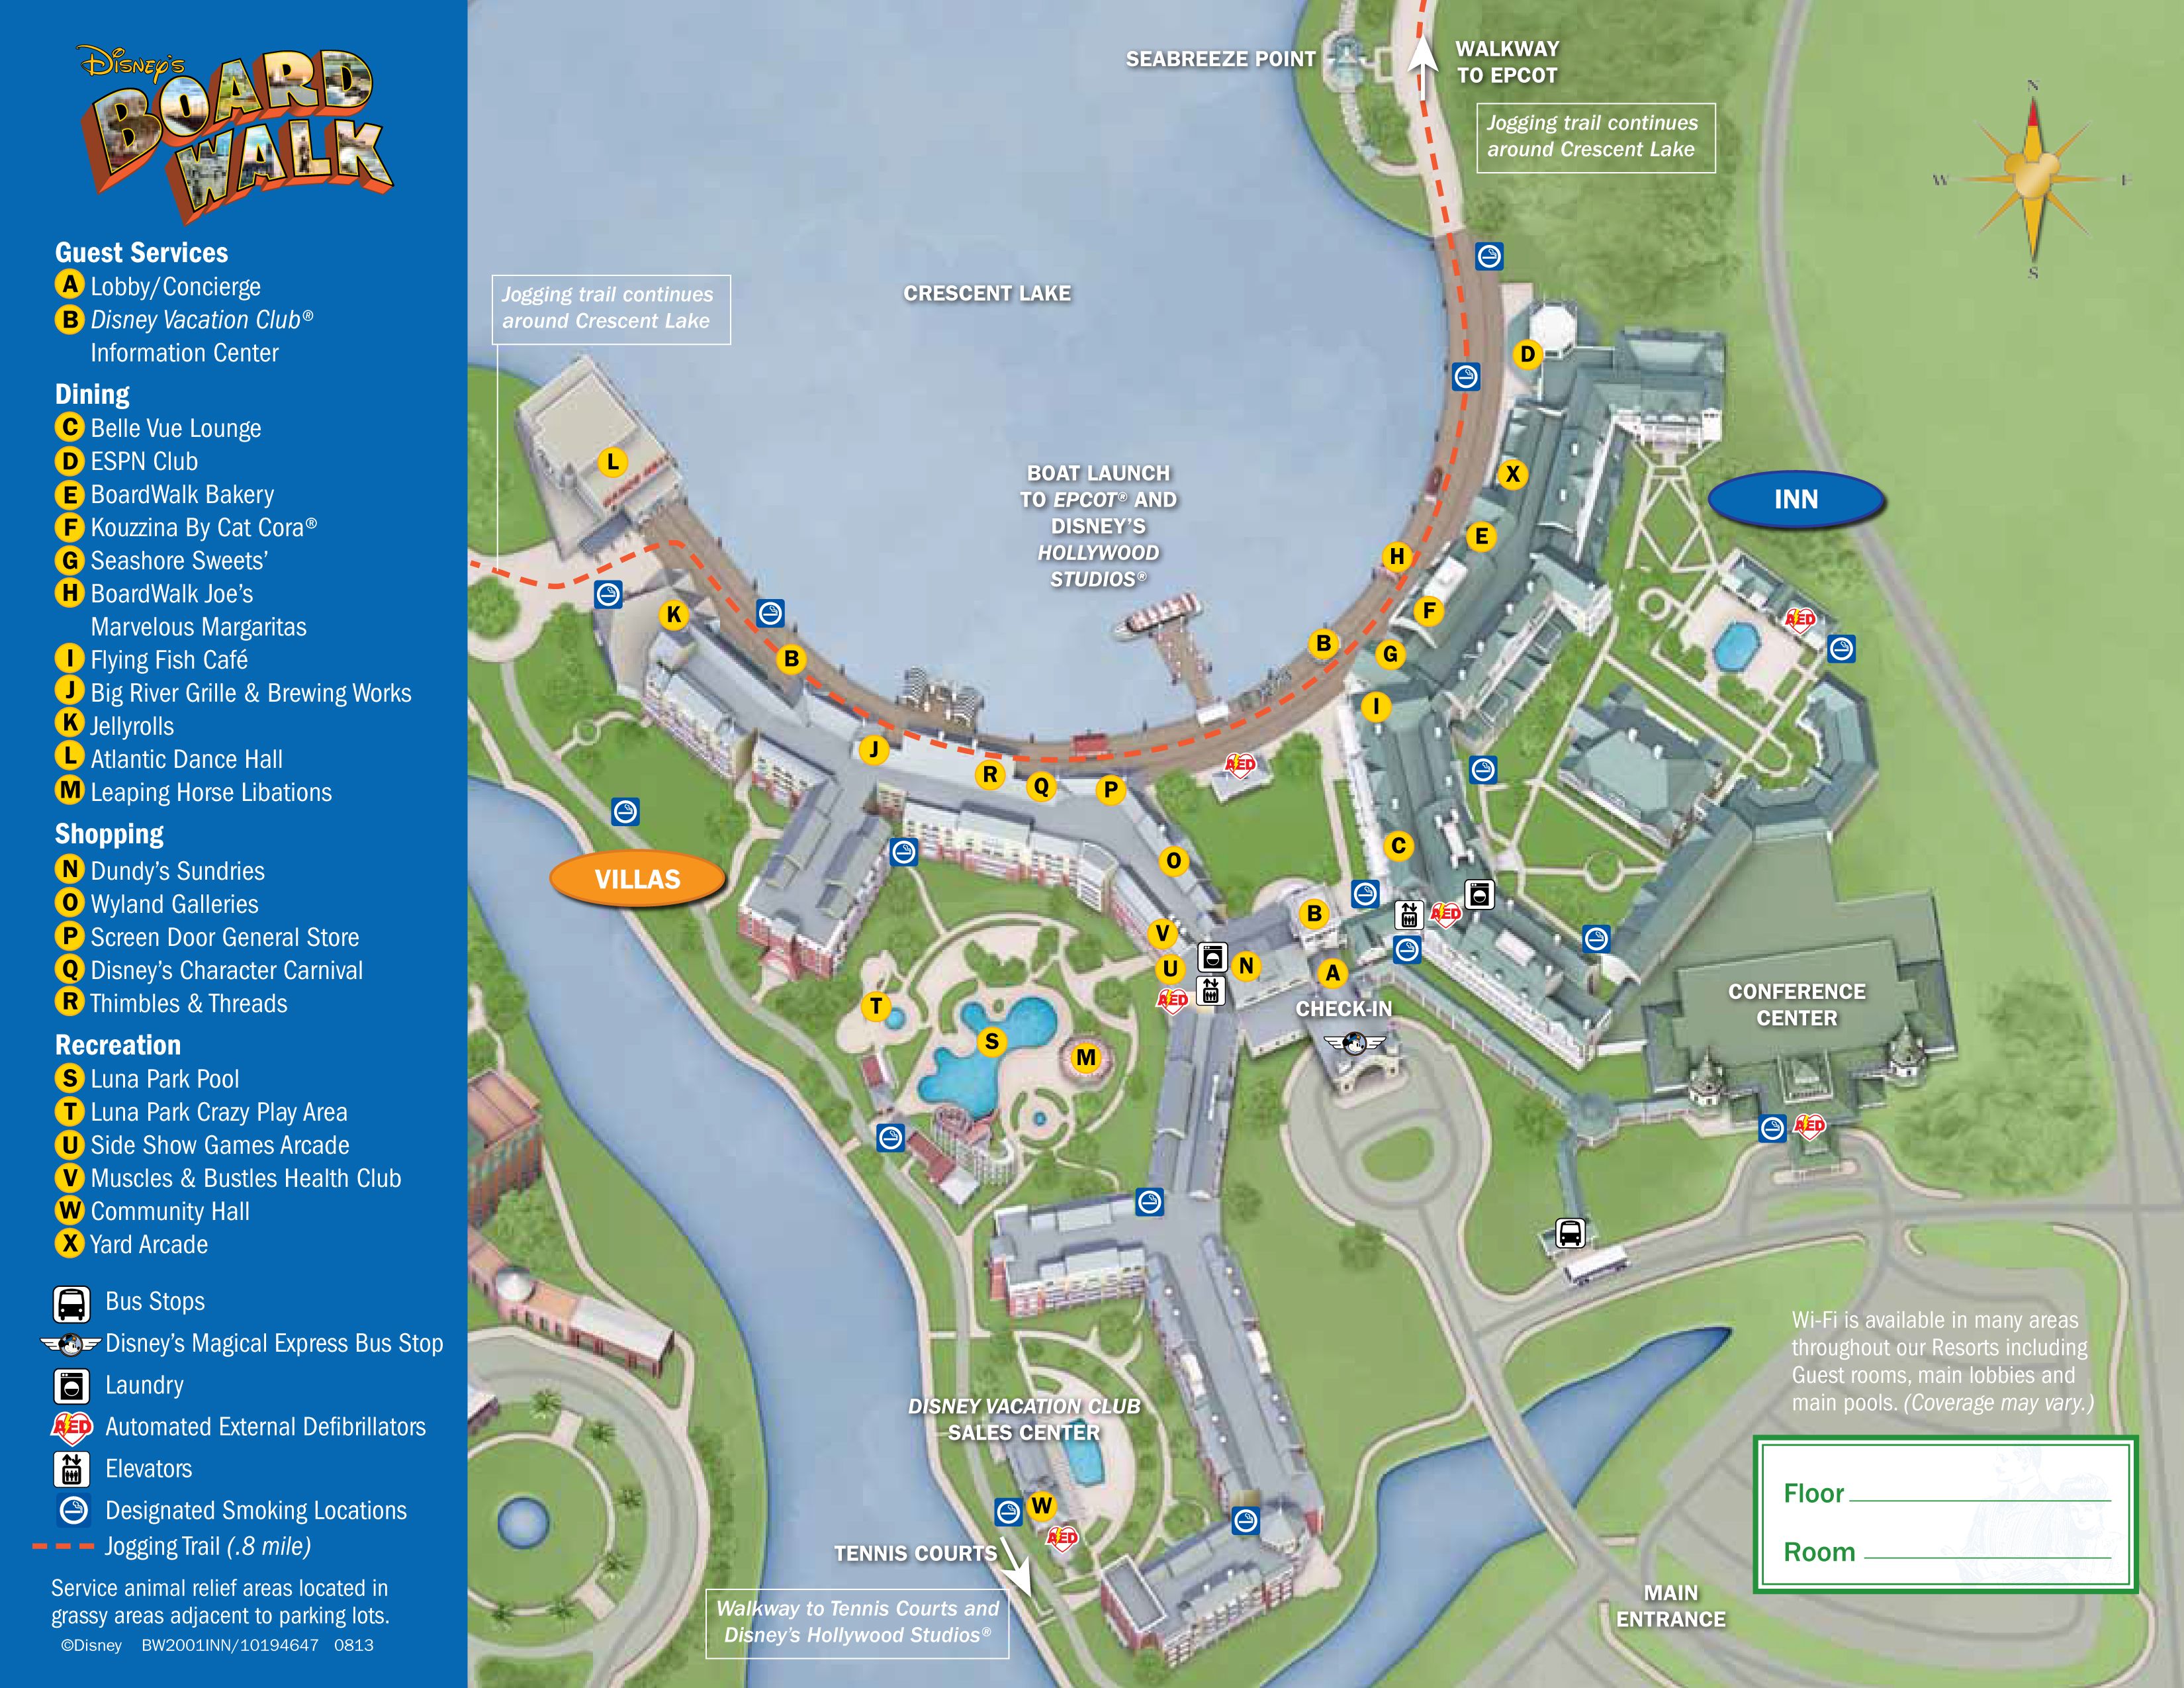 Disney's
BOARD
WALK
Guest Services
A Lobby/Concierge
B Disney Vacation Club®
Information Center
Dining
C Belle Vue Lounge
D ESPN Club
E BoardWalk Bakery
F Kouzzina By Cat Cora®
G Seashore Sweets'
H BoardWalk Joe's
Marvelous Margaritas
I Flying Fish Café
J Big River Grille & Brewing Works
K Jellyrolls
L Atlantic Dance Hall
M Leaping Horse Libations
Shopping
N Dundy's Sundries
O Wyland Galleries
P Screen Door General Store
Q Disney's Character Carnival
R Thimbles & Threads
Recreation
S Luna Park Pool
T Luna Park Crazy Play Area
U Side Show Games Arcade
V Muscles & Bustles Health Club
W Community Hall
X Yard Arcade
Bus Stops
Disney's Magical Express Bus Stop
Laundry
AED Automated External Defibrillators
Elevators
Designated Smoking Locations
Jogging Trail (.8 mile)
Service animal relief areas located in
grassy areas adjacent to parking lots.
©Disney BW2001INN/10194647 0813
SEABREEZE POINT
WALKWAY
TO EPCOT
Jogging trail continues
around Crescent Lake
N
W
E
S
Jogging trail continues
around Crescent Lake
CRESCENT LAKE
D
L
BOAT LAUNCH
TO EPCOT® AND
DISNEY'S
HOLLYWOOD
STUDIOS®
X
INN
E
H
K
F
AED
B
B
G
I
J
R
Q
P
AED
C
O
VILLAS
B
AED
V
U
N
A
AED
CHECK-IN
CONFERENCE
CENTER
T
S
M
AED
Wi-Fi is available in many areas
throughout our Resorts including
Guest rooms, main lobbies and
main pools. (Coverage may vary.)
DISNEY VACATION CLUB
SALES CENTER
W
AED
TENNIS COURTS
Walkway to Tennis Courts and
Disney's Hollywood Studios®
MAIN
ENTRANCE
Floor
Room